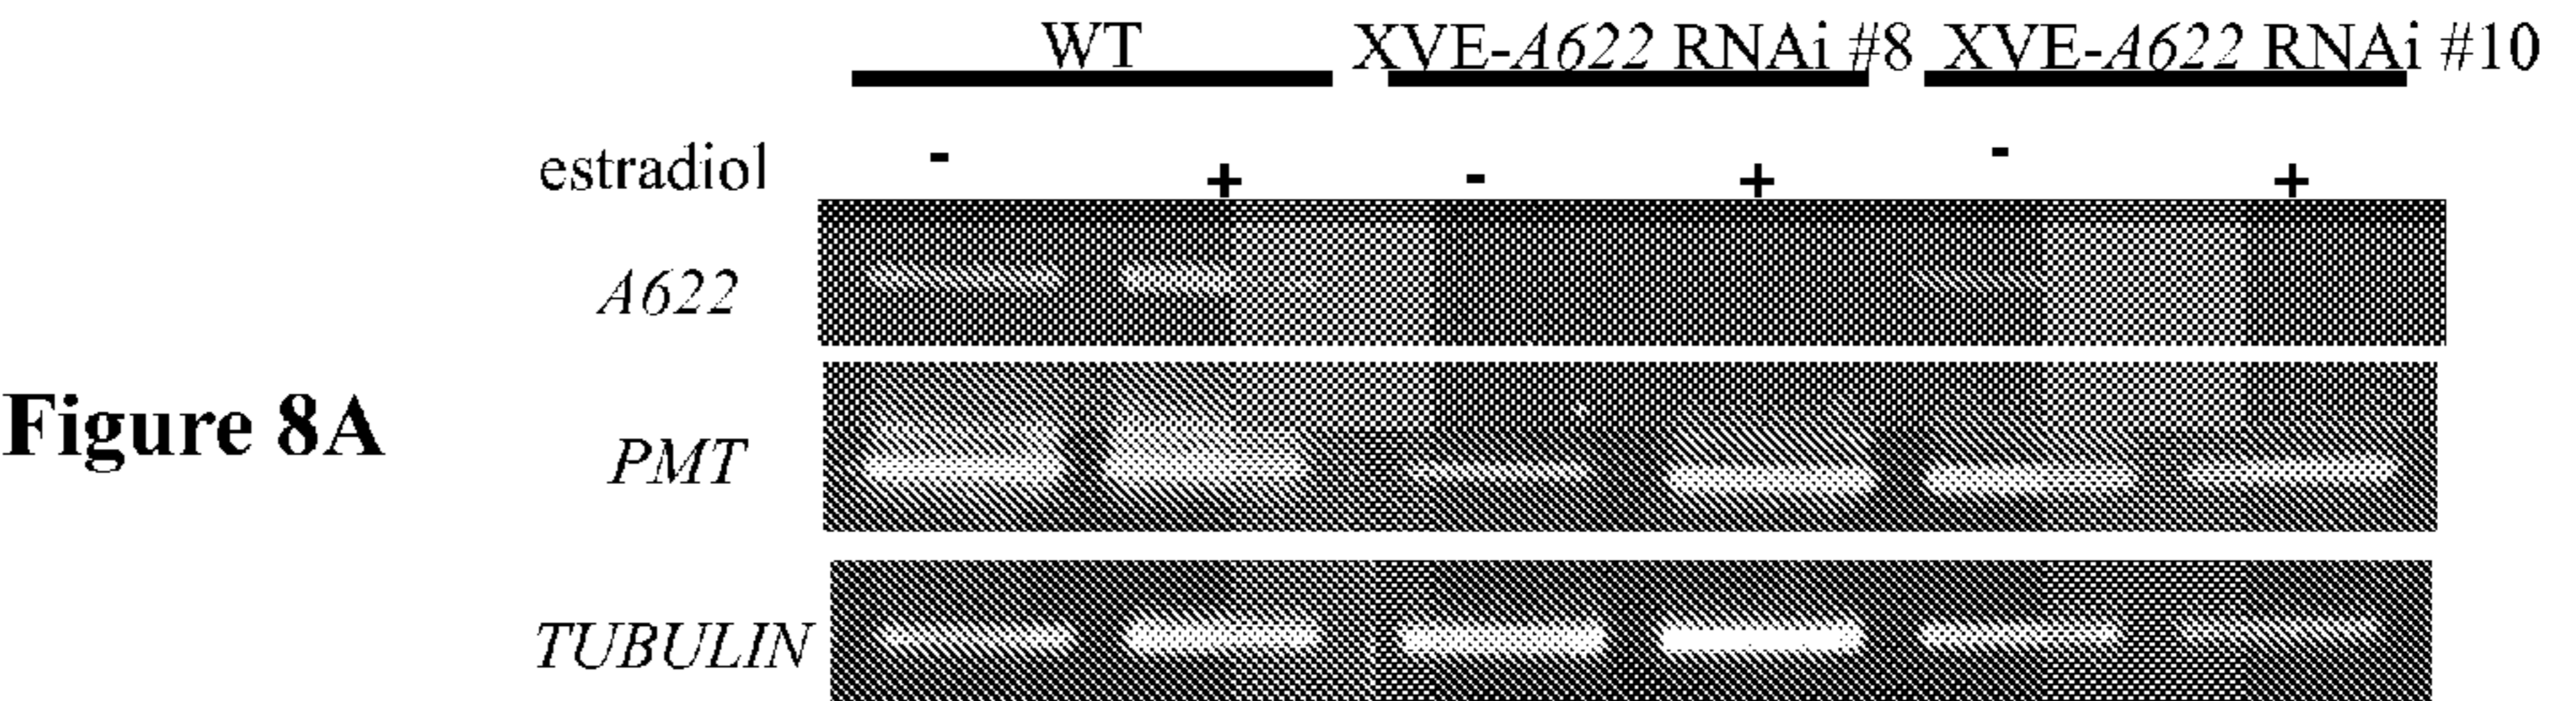 WT XVE-A622 RNAi #8 XVE-A622 RNAi #10
estradiol - + - + - +
A622
Figure 8A
PMT
TUBULIN